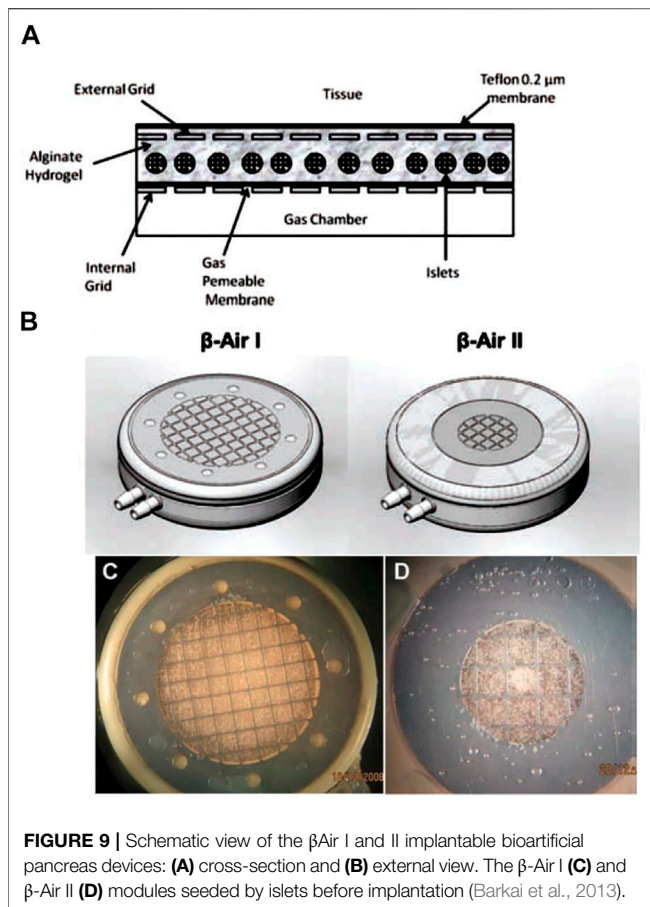 A
External Grid
Tissue
Teflon 0.2 µm
membrane
Alginate
Hydrogel
Gas Chamber
Internal
Grid
Gas
Pemeable
Membrane
Islets
B
β-Air I
β-Air II
C
D
FIGURE 9 | Schematic view of the βAir I and II implantable bioartificial
pancreas devices: (A) cross-section and (B) external view. The β-Air I (C) and
β-Air II (D) modules seeded by islets before implantation (Barkai et al., 2013).